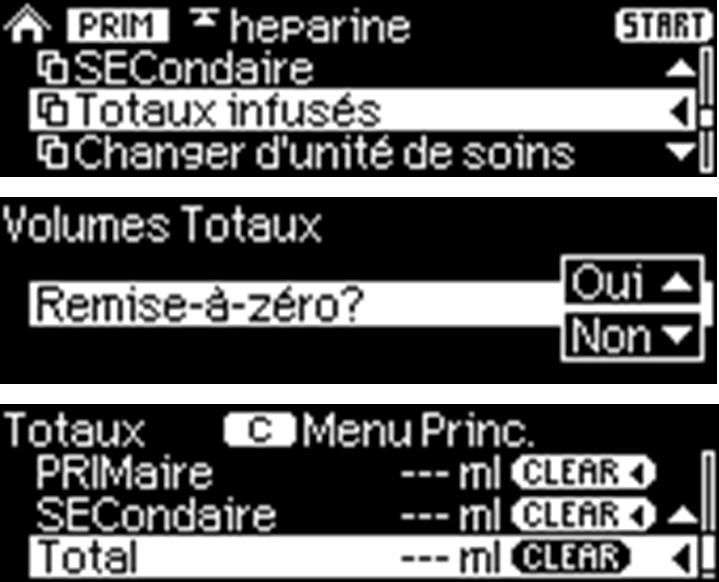 PRIM heparine START
SECondaire
Totaux infusés
Changer d'unité de soins
Volumes Totaux
Oui
Remise-à-zéro?
Non
Totaux C Menu Princ.
PRIMaire --- ml CLEAR
SECondaire --- ml CLEAR
Total --- ml CLEAR